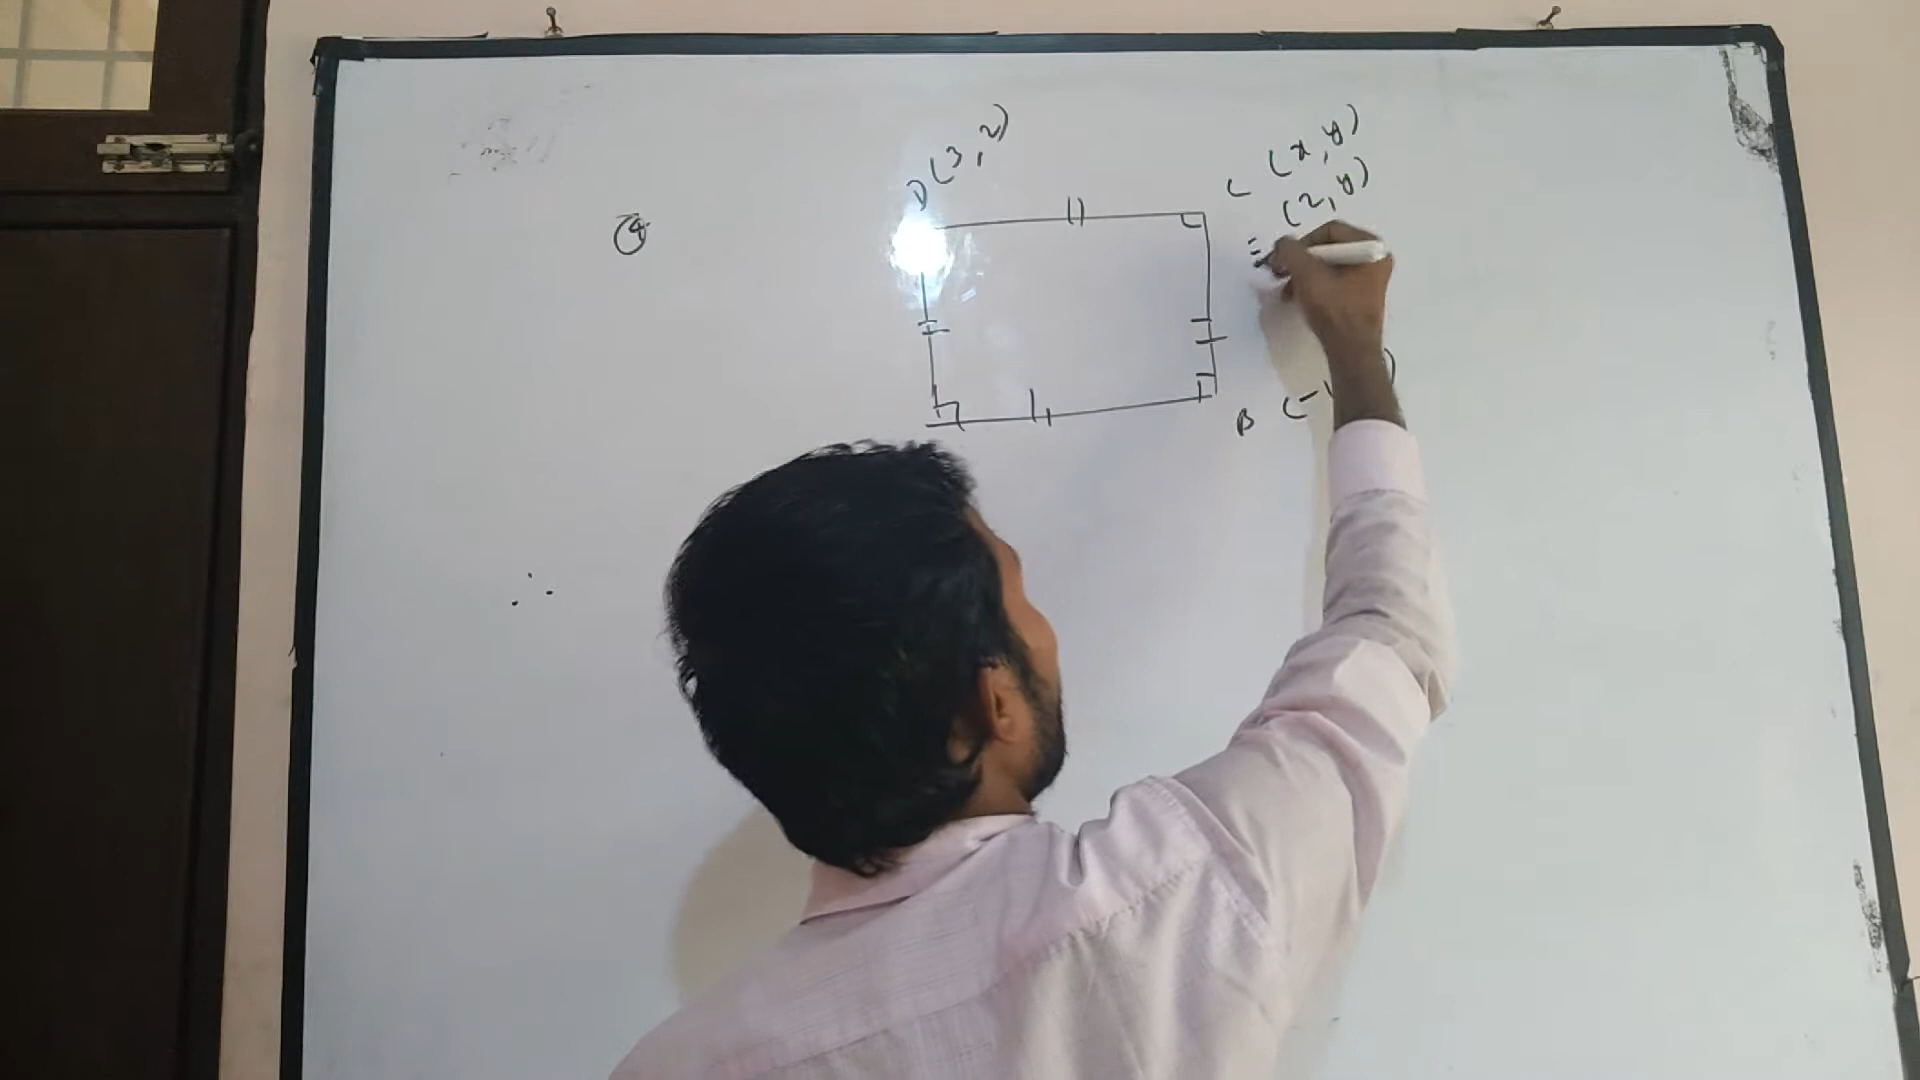 ④
D (3, 2)
C (x, y)
(2, y)
=
B (-1
∴